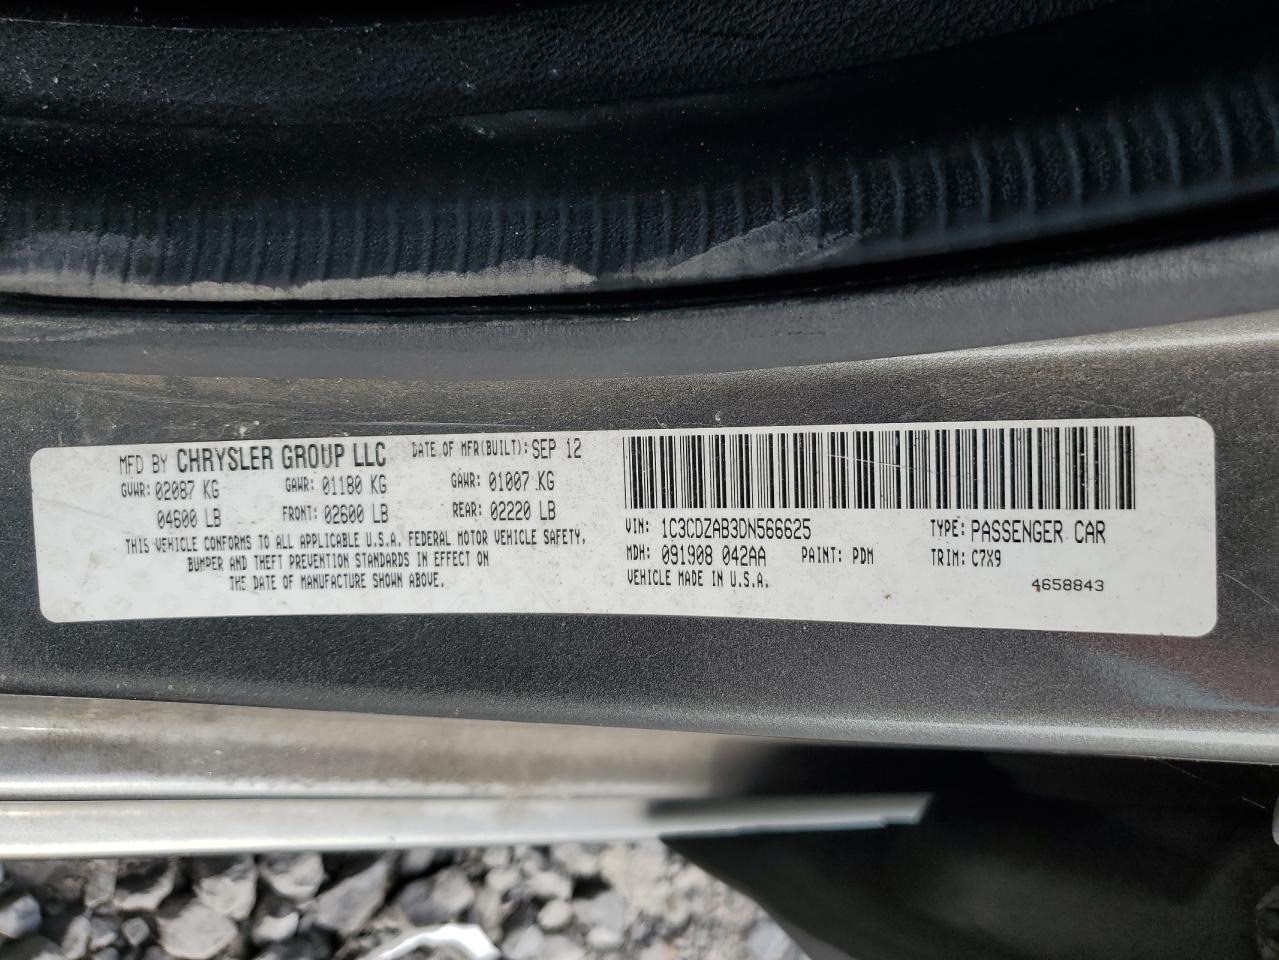 MFD BY CHRYSLER GROUP LLC DATE OF MFR(BUILT): SEP 12
GVWR: 02087 KG GAWR: 01180 KG GAWR: 01007 KG
04600 LB FRONT: 02600 LB REAR: 02220 LB
THIS VEHICLE CONFORMS TO ALL APPLICABLE U.S.A. FEDERAL MOTOR VEHICLE SAFETY,
BUMPER AND THEFT PREVENTION STANDARDS IN EFFECT ON
THE DATE OF MANUFACTURE SHOWN ABOVE.
VIN: 1C3CDZAB3DN566625 TYPE: PASSENGER CAR
MDH: 091908 042AA PAINT: PDM TRIM: C7X9
VEHICLE MADE IN U.S.A. 4658843